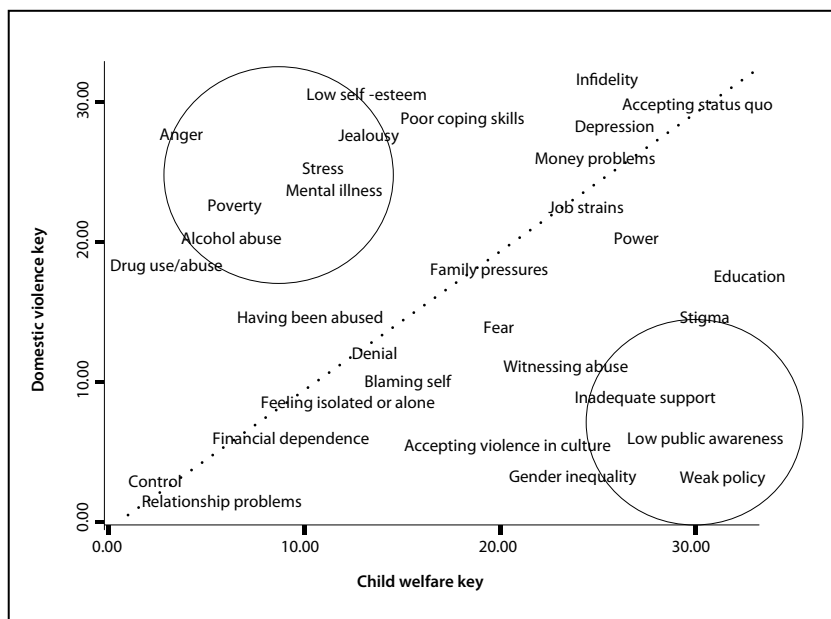 Domestic violence key
30.00
20.00
10.00
0.00
Infidelity
Low self -esteem
Accepting status quo
Poor coping skills
Depression
Anger
Jealousy
Money problems
Stress
Mental illness
Poverty
Job strains
Alcohol abuse
Power
Drug use/abuse
Family pressures
Education
Having been abused
Stigma
Fear
Denial
Witnessing abuse
Blaming self
Inadequate support
Feeling isolated or alone
Financial dependence
Low public awareness
Accepting violence in culture
Control
Gender inequality
Weak policy
Relationship problems
0.00
10.00
20.00
30.00
Child welfare key